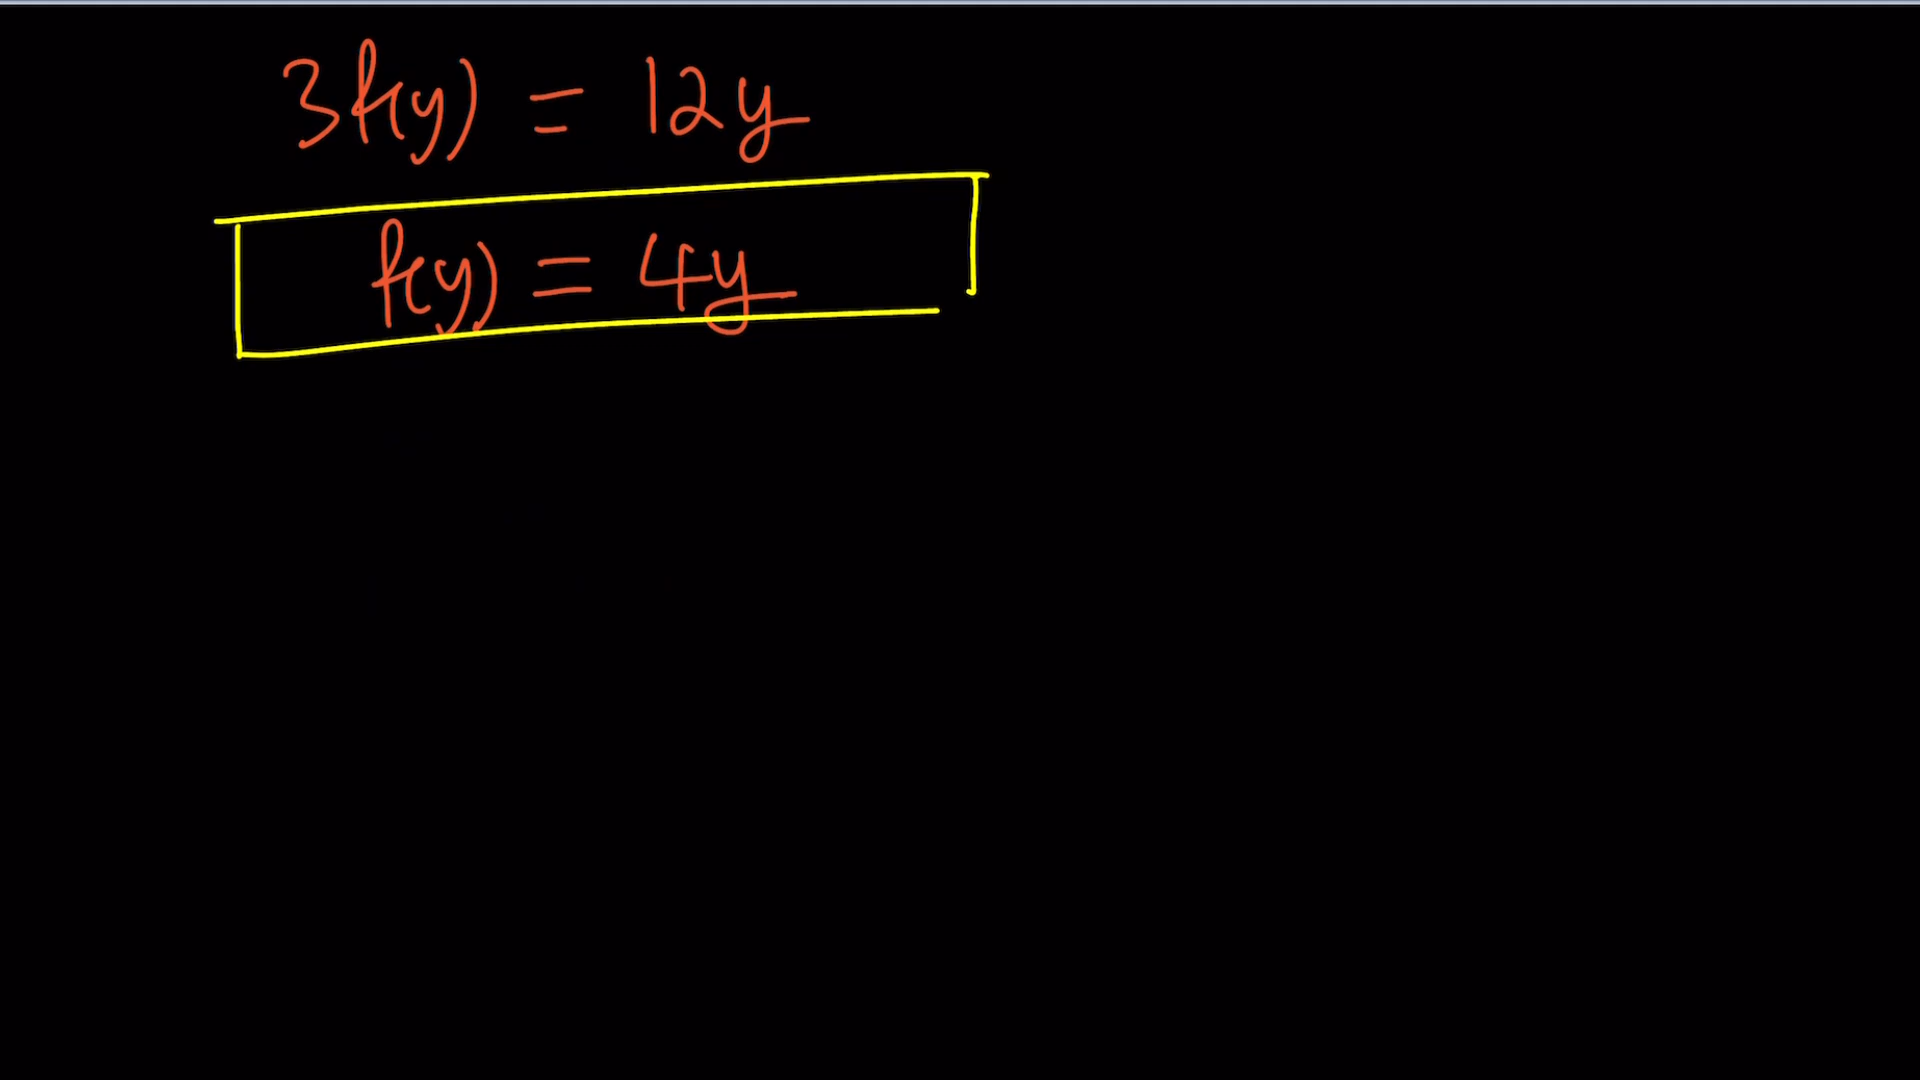 3f(y) = 12y
f(y) = 4y